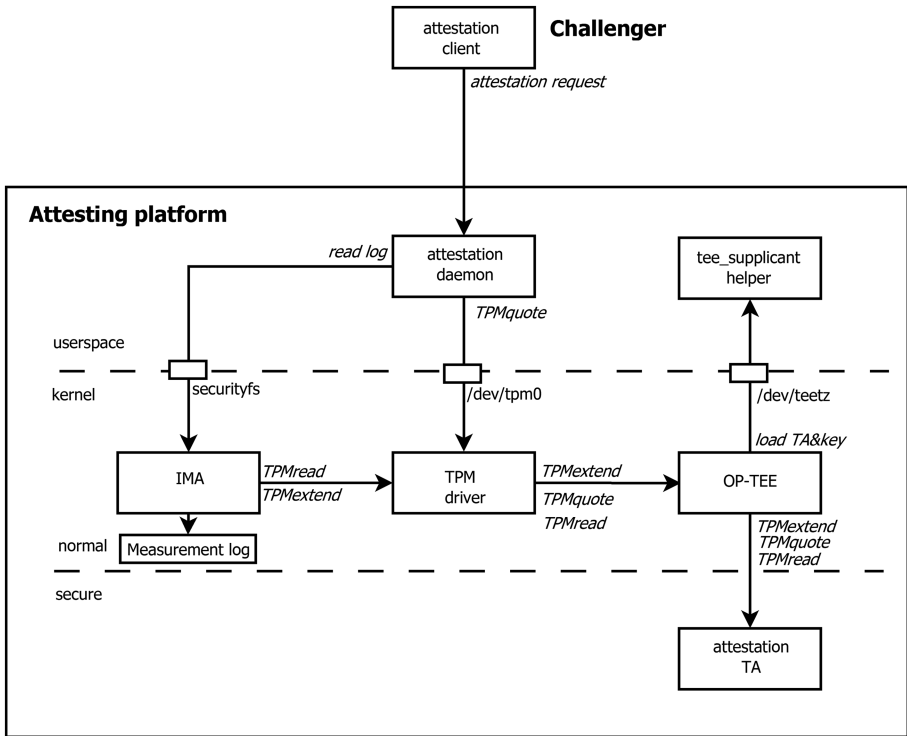 attestation
client
Challenger
attestation request
Attesting platform
read log
attestation
daemon
tee_supplicant
helper
TPMquote
userspace
kernel
securityfs
/dev/tpm0
/dev/teetz
load TA&key
IMA
TPMread
TPMextend
TPM
driver
TPMextend
TPMquote
TPMread
OP-TEE
normal
Measurement log
TPMextend
TPMquote
TPMread
secure
attestation
TA